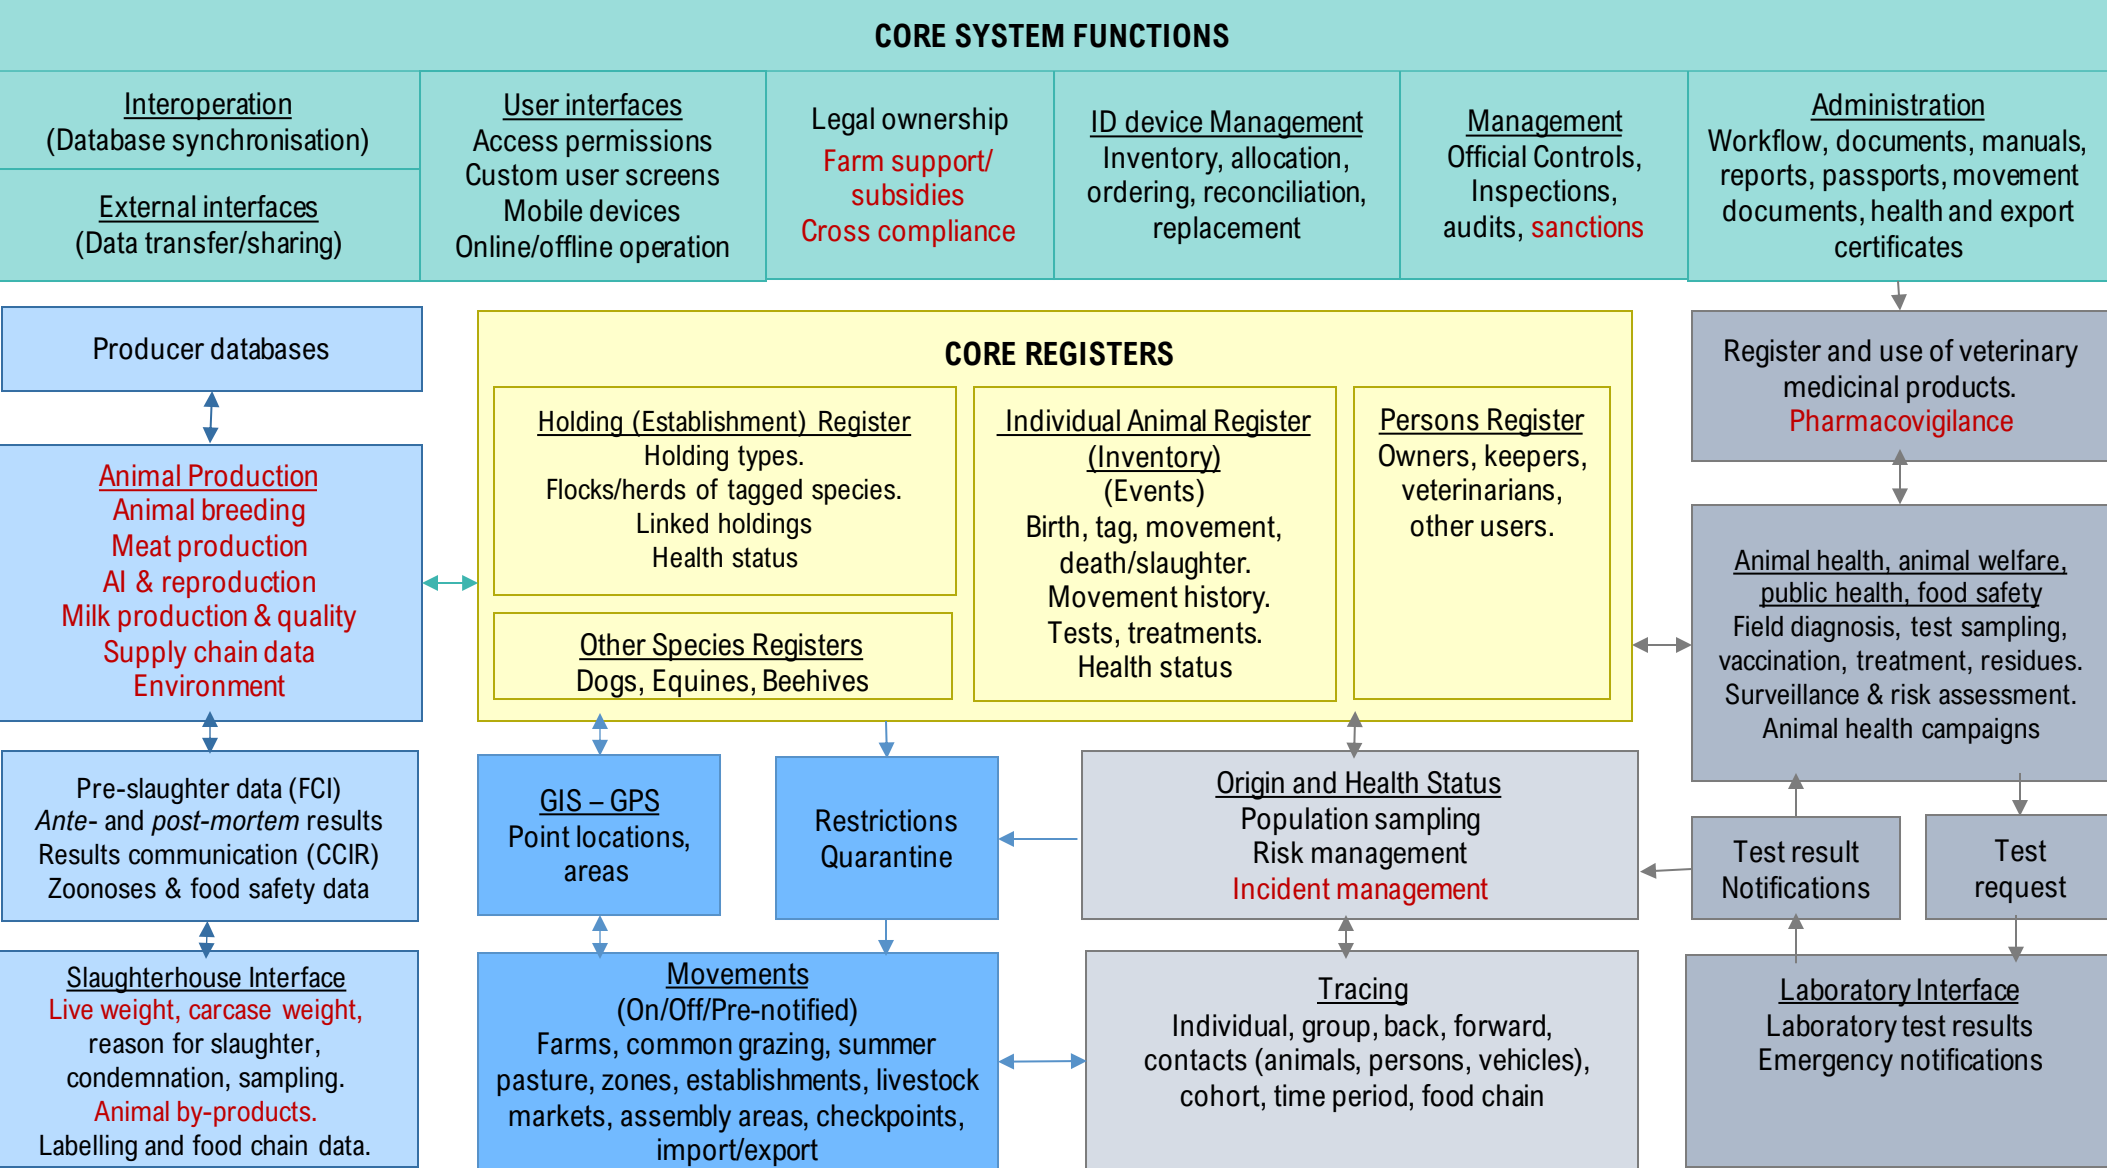 CORE SYSTEM FUNCTIONS
Interoperation
(Database synchronisation)
External interfaces
(Data transfer/sharing)
User interfaces
Access permissions
Custom user screens
Mobile devices
Online/offline operation
Legal ownership
Farm support/
subsidies
Cross compliance
ID device Management
Inventory, allocation,
ordering, reconciliation,
replacement
Management
Official Controls,
Inspections,
audits, sanctions
Administration
Workflow, documents, manuals,
reports, passports, movement
documents, health and export
certificates
Producer databases
Animal Production
Animal breeding
Meat production
AI & reproduction
Milk production & quality
Supply chain data
Environment
Pre-slaughter data (FCI)
Ante- and post-mortem results
Results communication (CCIR)
Zoonoses & food safety data
Slaughterhouse Interface
Live weight, carcase weight,
reason for slaughter,
condemnation, sampling.
Animal by-products.
Labelling and food chain data.
CORE REGISTERS
Holding (Establishment) Register
Holding types.
Flocks/herds of tagged species.
Linked holdings
Health status
Other Species Registers
Dogs, Equines, Beehives
Individual Animal Register
(Inventory)
(Events)
Birth, tag, movement,
death/slaughter.
Movement history.
Tests, treatments.
Health status
Persons Register
Owners, keepers,
veterinarians,
other users.
GIS – GPS
Point locations,
areas
Restrictions
Quarantine
Origin and Health Status
Population sampling
Risk management
Incident management
Movements
(On/Off/Pre-notified)
Farms, common grazing, summer
pasture, zones, establishments, livestock
markets, assembly areas, checkpoints,
import/export
Tracing
Individual, group, back, forward,
contacts (animals, persons, vehicles),
cohort, time period, food chain
Register and use of veterinary
medicinal products.
Pharmacovigilance
Animal health, animal welfare,
public health, food safety
Field diagnosis, test sampling,
vaccination, treatment, residues.
Surveillance & risk assessment.
Animal health campaigns
Test result
Notifications
Test
request
Laboratory Interface
Laboratory test results
Emergency notifications